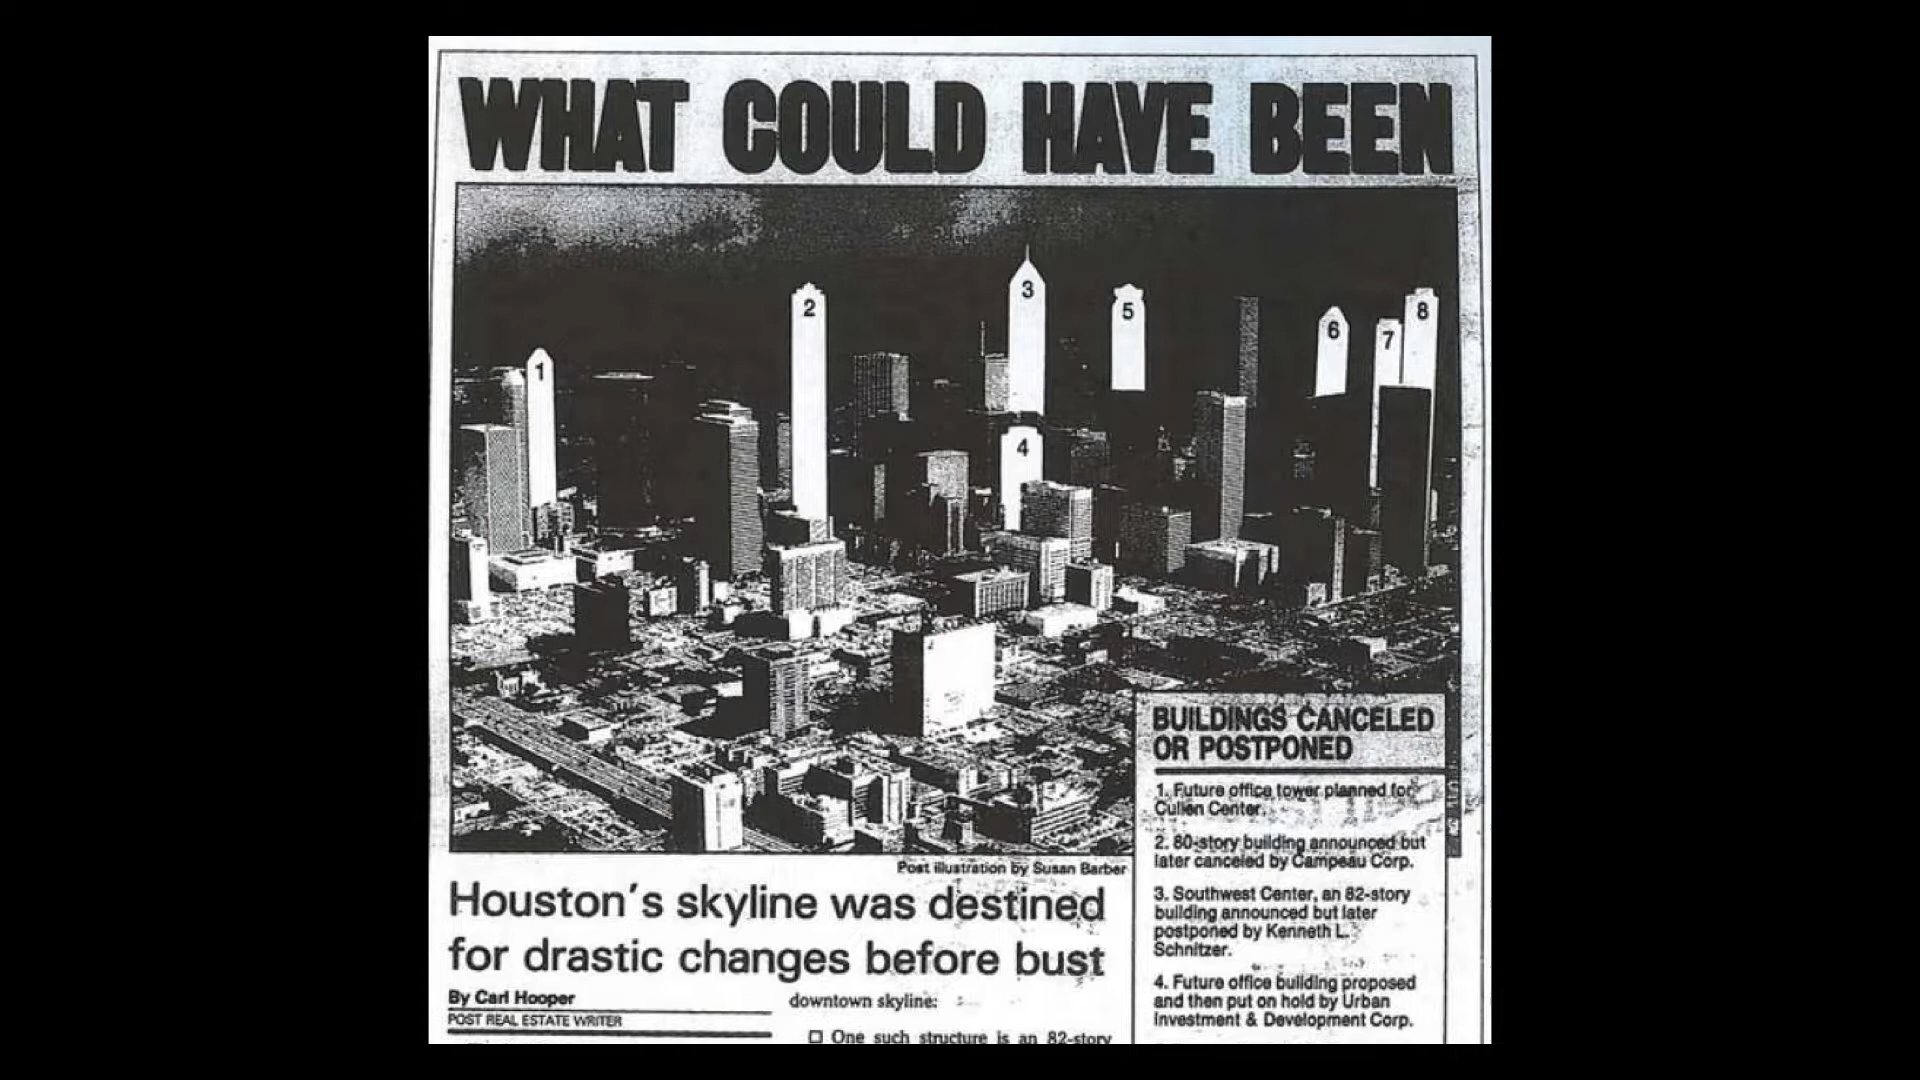 WHAT COULD HAVE BEEN
1
2
3
4
5
6
7
8
Post illustration by Susan Barber
Houston's skyline was destined
for drastic changes before bust
By Carl Hooper
POST REAL ESTATE WRITER
downtown skyline:
One such structure is an 82-story
BUILDINGS CANCELED
OR POSTPONED
1. Future office tower planned for
Cullen Center.
2. 80-story building announced but
later canceled by Campeau Corp.
3. Southwest Center, an 82-story
building announced but later
postponed by Kenneth L.
Schnitzer.
4. Future office building proposed
and then put on hold by Urban
Investment & Development Corp.